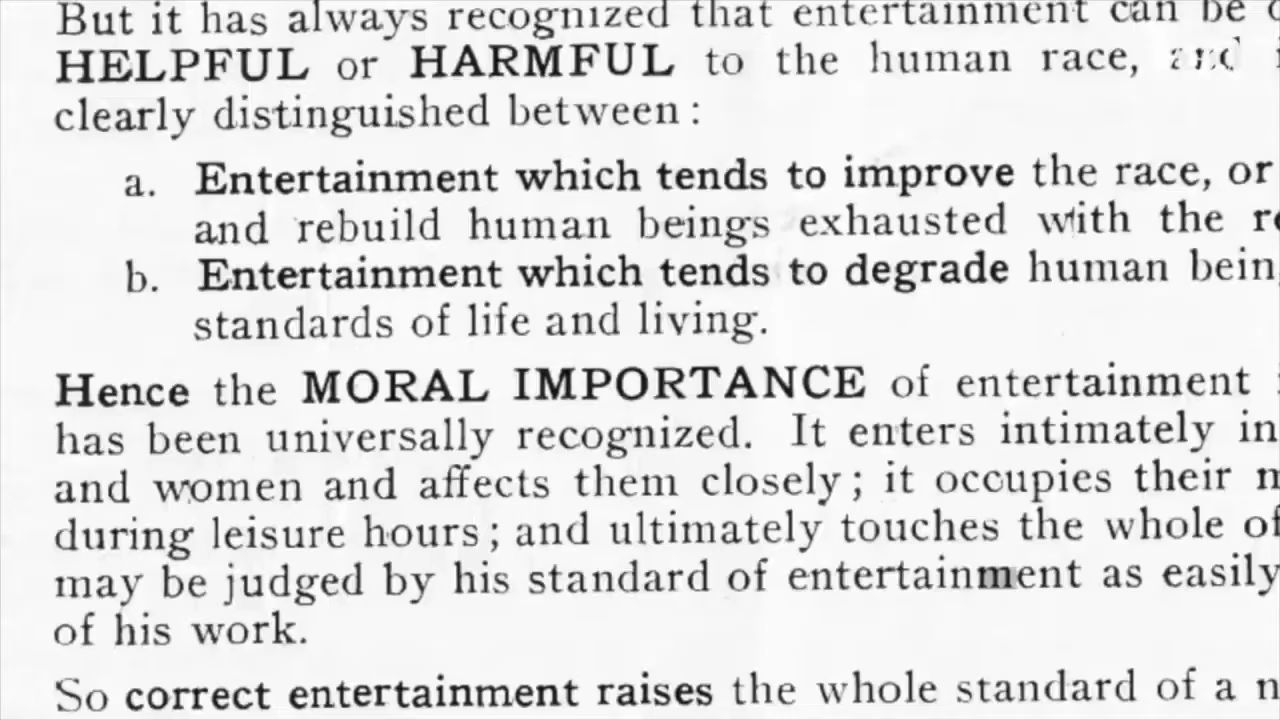 But it has always recognized that entertainment can be
HELPFUL or HARMFUL to the human race, and
clearly distinguished between:
a. Entertainment which tends to improve the race, or
and rebuild human beings exhausted with the
b. Entertainment which tends to degrade human
standards of life and living.
Hence the MORAL IMPORTANCE of entertainment
has been universally recognized. It enters intimately
and women and affects them closely; it occupies their
during leisure hours; and ultimately touches the whole
may be judged by his standard of entertainment as easily
of his work.
So correct entertainment raises the whole standard of a